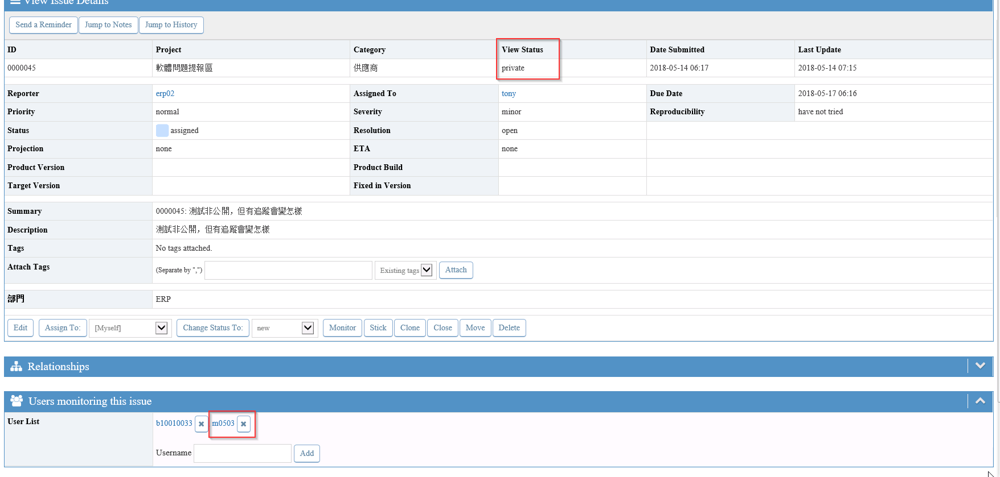 View Issue Details
Send a Reminder Jump to Notes Jump to History
ID Project Category View Status Date Submitted Last Update
0000045 軟體問題提報區 供應商 private 2018-05-14 06:17 2018-05-14 07:15
Reporter erp02 Assigned To tony Due Date 2018-05-17 06:16
Priority normal Severity minor Reproducibility have not tried
Status assigned Resolution open
Projection none ETA none
Product Version Product Build
Target Version Fixed in Version
Summary 0000045: 測試非公開，但有追蹤會變怎樣
Description 測試非公開，但有追蹤會變怎樣
Tags No tags attached.
Attach Tags (Separate by ",") Existing tags Attach
部門 ERP
Edit Assign To: [Myself] Change Status To: new Monitor Stick Clone Close Move Delete
Relationships
Users monitoring this issue
User List b10010033 m0503
Username Add